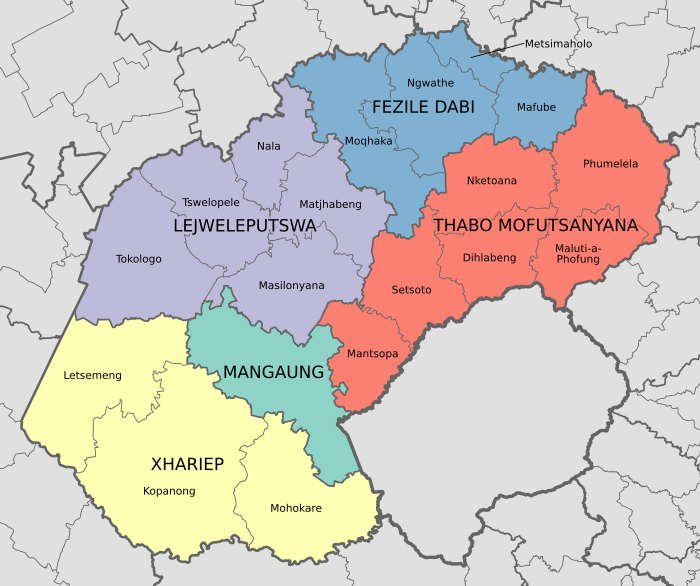 Metsimaholo
Ngwathe
FEZILE DABI
Mafube
Moqhaka
Nala
Phumelela
Nketoana
Tswelopele
Matjhabeng
LEJWELEPUTSWA
THABO MOFUTSANYANA
Maluti-a-
Phofung
Tokologo
Dihlabeng
Masilonyana
Setsoto
Mantsopa
MANGAUNG
Letsemeng
XHARIEP
Kopanong
Mohokare